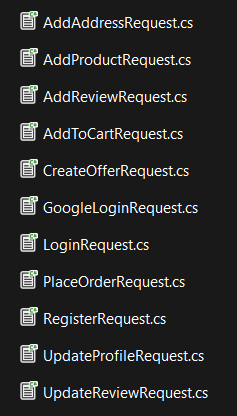 AddAddressRequest.cs
AddProductRequest.cs
AddReviewRequest.cs
AddToCartRequest.cs
CreateOfferRequest.cs
GoogleLoginRequest.cs
LoginRequest.cs
PlaceOrderRequest.cs
RegisterRequest.cs
UpdateProfileRequest.cs
UpdateReviewRequest.cs